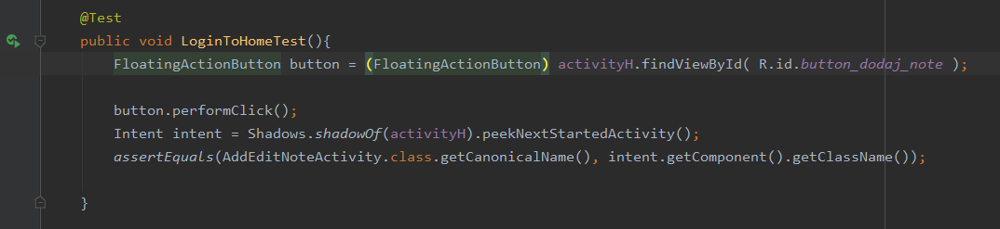 @Test
public void LoginToHomeTest(){
FloatingActionButton button = (FloatingActionButton) activityH.findViewById( R.id.button_dodaj_note );
button.performClick();
Intent intent = Shadows.shadowOf(activityH).peekNextStartedActivity();
assertEquals(AddEditNoteActivity.class.getCanonicalName(), intent.getComponent().getClassName());
}